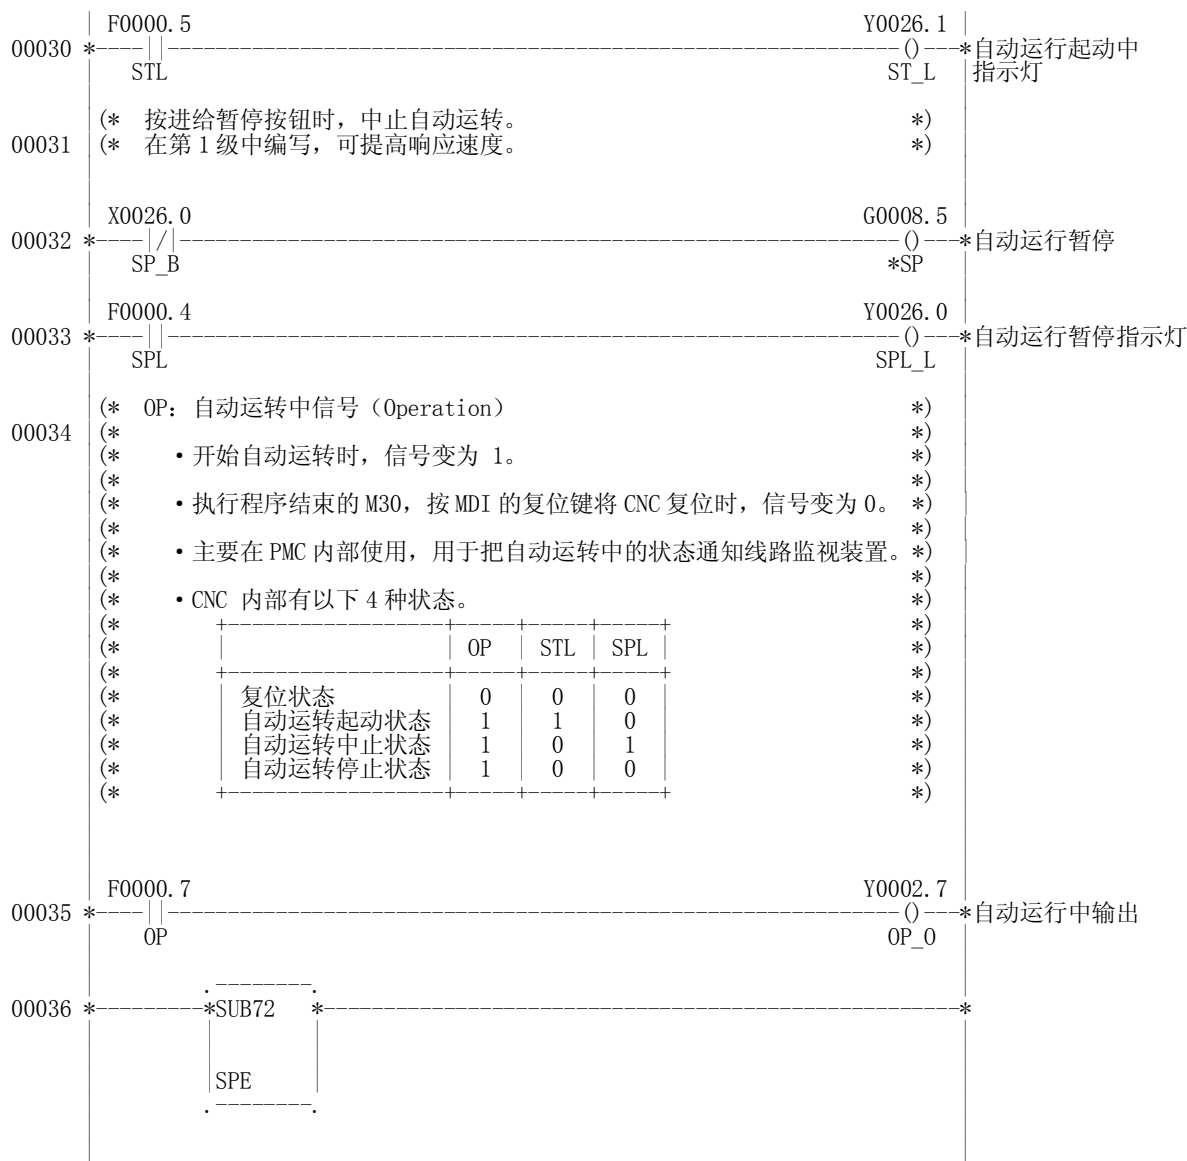 F0000.5 Y0026.1
00030 *----| |----()---*自动运行起动中
STL ST_L 指示灯
(* 按进给暂停按钮时，中止自动运转。 *)
00031 (* 在第 1 级中编写，可提高响应速度。 *)
X0026.0 G0008.5
00032 *----|/|----()---*自动运行暂停
SP_B *SP
F0000.4 Y0026.0
00033 *----| |----()---*自动运行暂停指示灯
SPL SPL_L
(* OP：自动运转中信号（Operation） *)
00034 (* *)
(* ・开始自动运转时，信号变为 1。 *)
(* *)
(* ・执行程序结束的 M30，按 MDI 的复位键将 CNC 复位时，信号变为 0。 *)
(* *)
(* ・主要在 PMC 内部使用，用于把自动运转中的状态通知线路监视装置。*)
(* *)
(* ・CNC 内部有以下 4 种状态。 *)
(* +------------------+-----+-----+-----+ *)
(* | | OP | STL | SPL | *)
(* +------------------+-----+-----+-----+ *)
(* | 复位状态 | 0 | 0 | 0 | *)
(* | 自动运转起动状态 | 1 | 1 | 0 | *)
(* | 自动运转中止状态 | 1 | 0 | 1 | *)
(* | 自动运转停止状态 | 1 | 0 | 0 | *)
(* +------------------+-----+-----+-----+ *)
F0000.7 Y0002.7
00035 *----| |----()---*自动运行中输出
OP OP_O
00036 *---------*SUB72 *----*
SPE